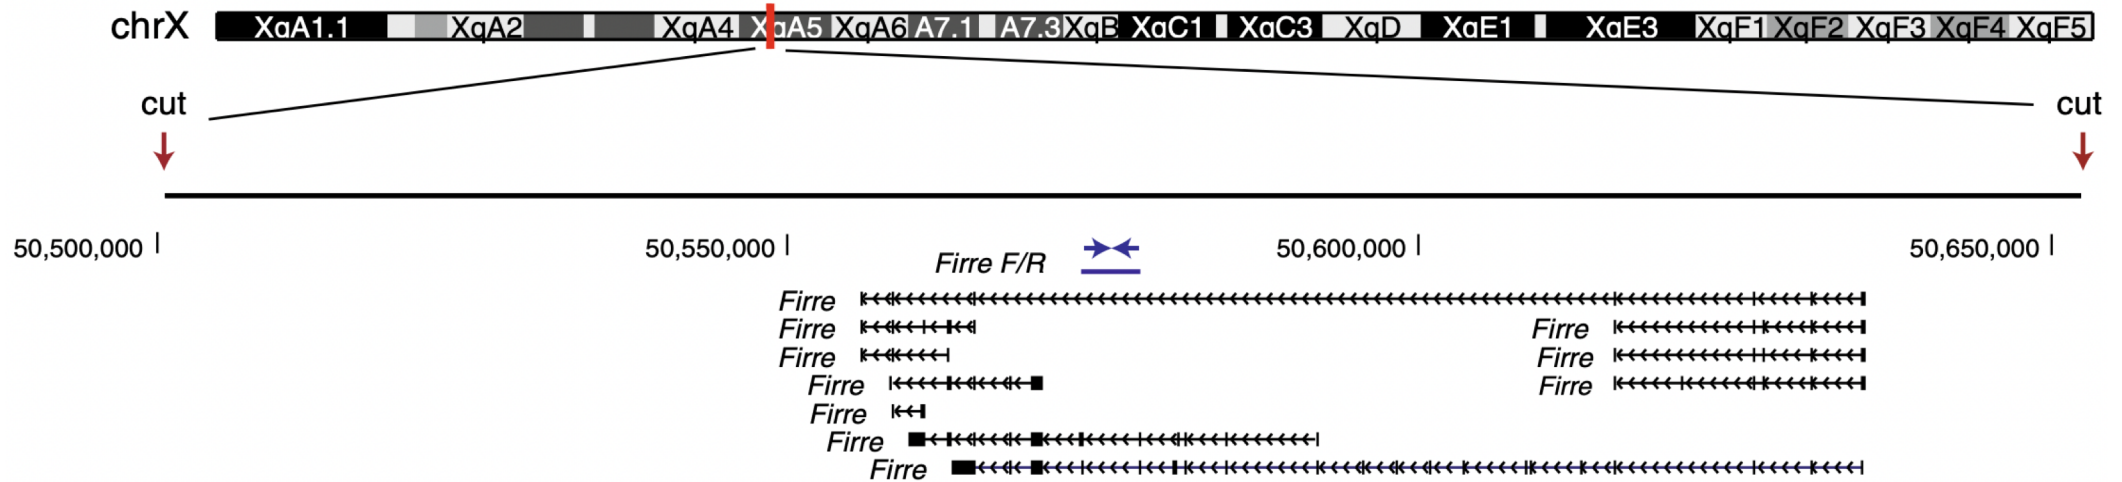 chrX XqA1.1 XqA2 XqA4 XqA5 XqA6 A7.1 A7.3 XqB XqC1 XqC3 XqD XqE1 XqE3 XqF1 XqF2 XqF3 XqF4 XqF5
cut cut
50,500,000 50,550,000 50,600,000 50,650,000
Firre F/R
Firre
Firre Firre
Firre Firre
Firre Firre
Firre
Firre
Firre